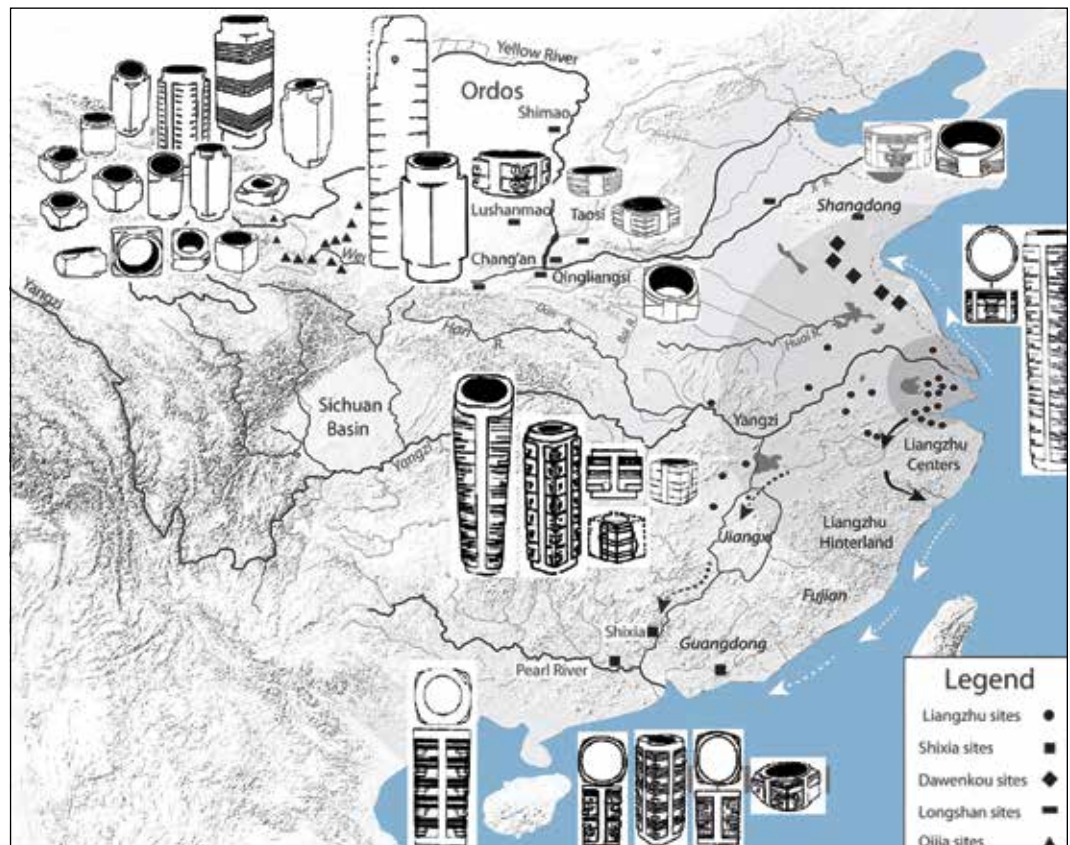 Yellow River
Ordos
Shimao
Shangdong
Lushanmao
Taosi
Chang'an
Wei
Qingliangsi
Yangzi
Han R.
Huai R.
Sichuan
Basin
Yangzi
Yangzi
Liangzhu
Centers
Liangzhu
Hinterland
Jiangxi
Fujian
Shixia
Guangdong
Pearl River
Legend
Liangzhu sites
Shixia sites
Dawenkou sites
Longshan sites
Qijia sites